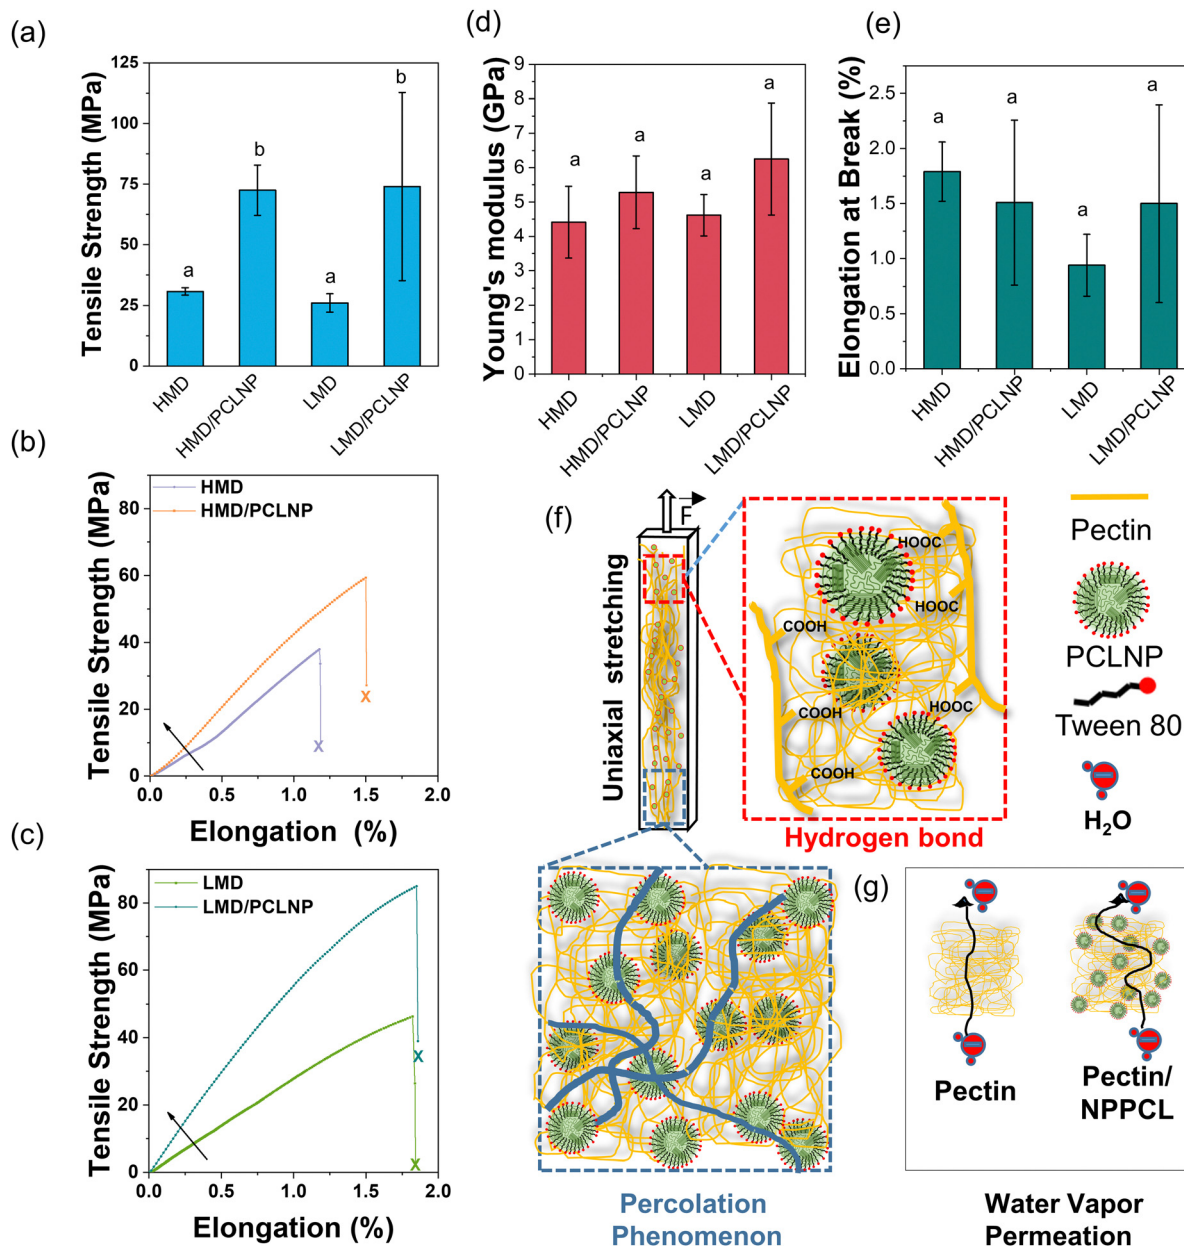 (a)
Tensile Strength (MPa)
125
100
75
50
25
0
a
b
a
b
HMD
HMD/PCLNP
LMD
LMD/PCLNP
(d)
Young's modulus (GPa)
9
8
7
6
5
4
3
2
1
0
a
a
a
a
HMD
HMD/PCLNP
LMD
LMD/PCLNP
(e)
Elongation at Break (%)
2.5
2.0
1.5
1.0
0.5
0.0
a
a
a
a
HMD
HMD/PCLNP
LMD
LMD/PCLNP
(b)
Tensile Strength (MPa)
80
60
40
20
0
HMD
HMD/PCLNP
X
X
0.0
0.5
1.0
1.5
2.0
Elongation (%)
(c)
Tensile Strength (MPa)
80
60
40
20
0
LMD
LMD/PCLNP
X
X
0.0
0.5
1.0
1.5
2.0
Elongation (%)
(f)
F
Uniaxial stretching
HOOC
HOOC
COOH
HOOC
COOH
COOH
Hydrogen bond
Pectin
PCLNP
Tween 80
H₂O
Percolation
Phenomenon
(g)
Pectin
Pectin/
NPPCL
Water Vapor
Permeation